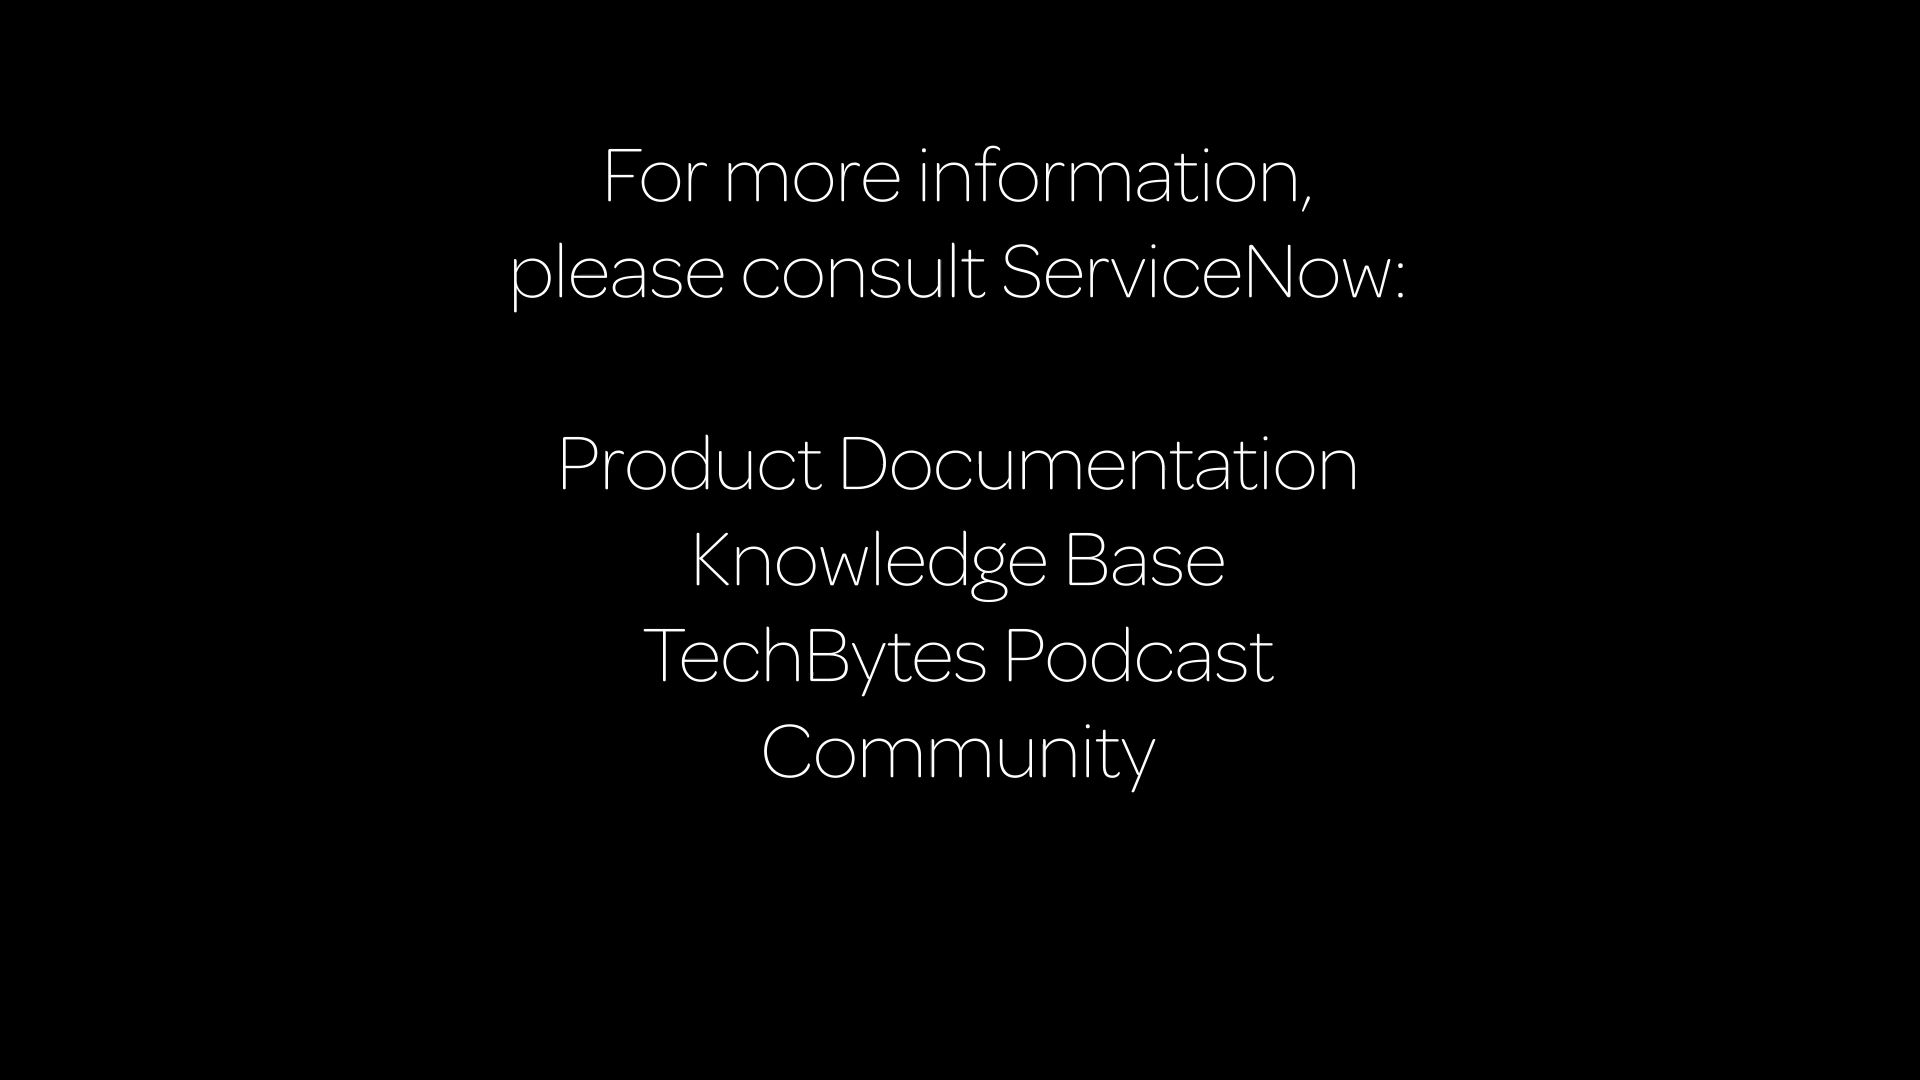 For more information,
please consult ServiceNow:
Product Documentation
Knowledge Base
TechBytes Podcast
Community